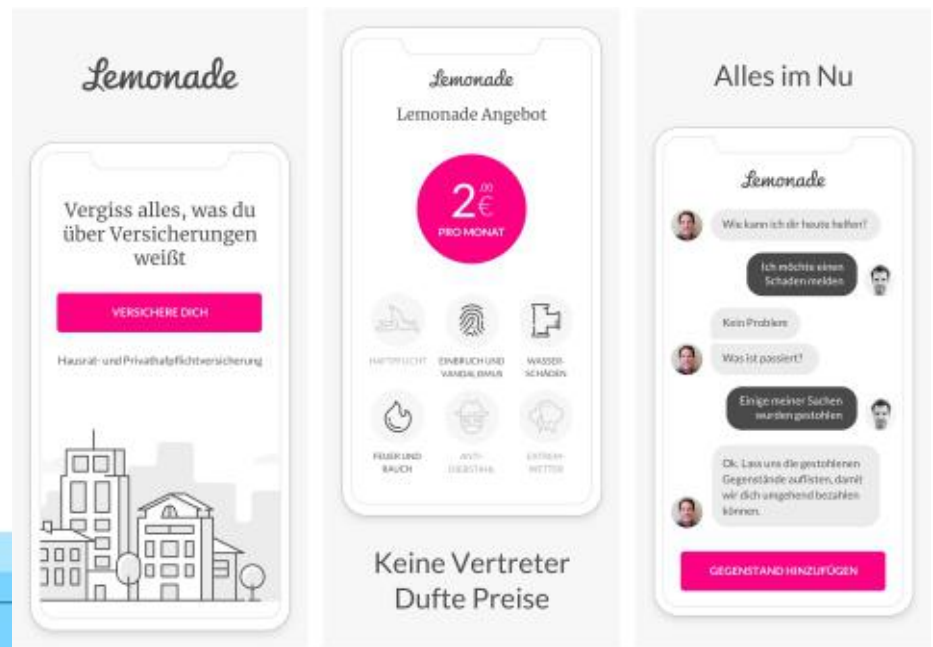 Lemonade
Vergiss alles, was du
über Versicherungen
weißt
VERSICHERE DICH
Hausrat- und Privathaftpflichtversicherung
Lemonade
Lemonade Angebot
2,00
€
PRO MONAT
HAFTPFLICHT
EINBRUCH UND
VANDALISMUS
WASSER-
SCHÄDEN
FEUER UND
RAUCH
ANTI-
DIEBSTAHL
EXTREM-
WETTER
Keine Vertreter
Dufte Preise
Alles im Nu
Lemonade
Wie kann ich dir heute helfen?
Ich möchte einen
Schaden melden
Kein Problem
Was ist passiert?
Einige meiner Sachen
wurden gestohlen
Ok. Lass uns die gestohlenen
Gegenstände auflisten, damit
wir dich umgehend bezahlen
können.
GEGENSTAND HINZUFÜGEN